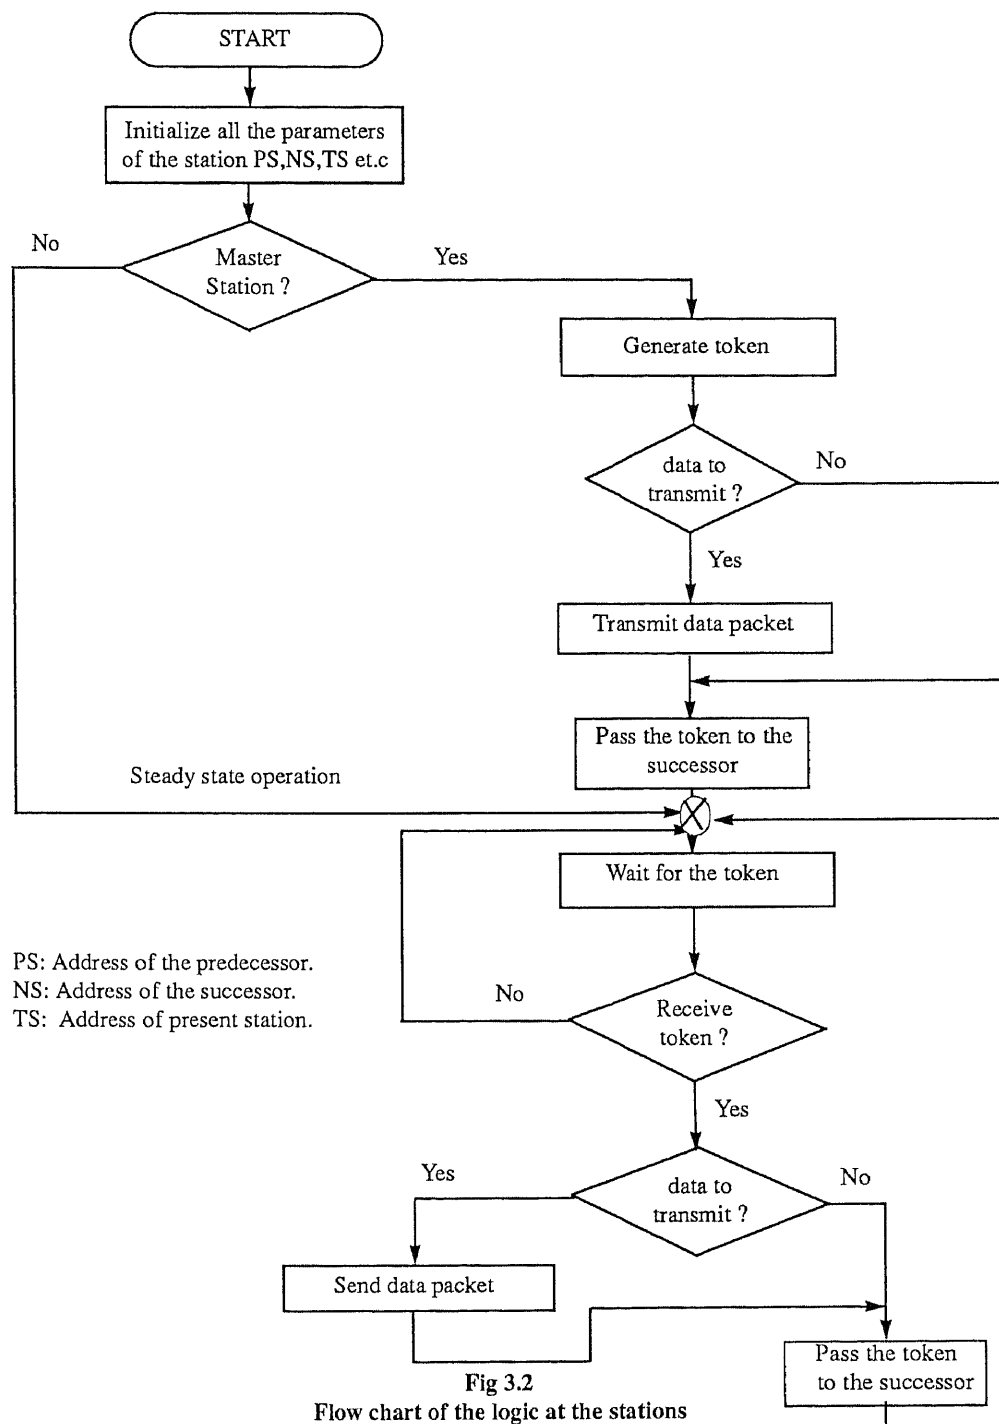 START
Initialize all the parameters
of the station PS,NS,TS et.c
No
Master
Station ?
Yes
Generate token
data to
transmit ?
No
Yes
Transmit data packet
Pass the token to the
successor
Steady state operation
Wait for the token
PS: Address of the predecessor.
NS: Address of the successor.
TS: Address of present station.
No
Receive
token ?
Yes
Yes
data to
transmit ?
No
Send data packet
Pass the token
to the successor
Fig 3.2
Flow chart of the logic at the stations